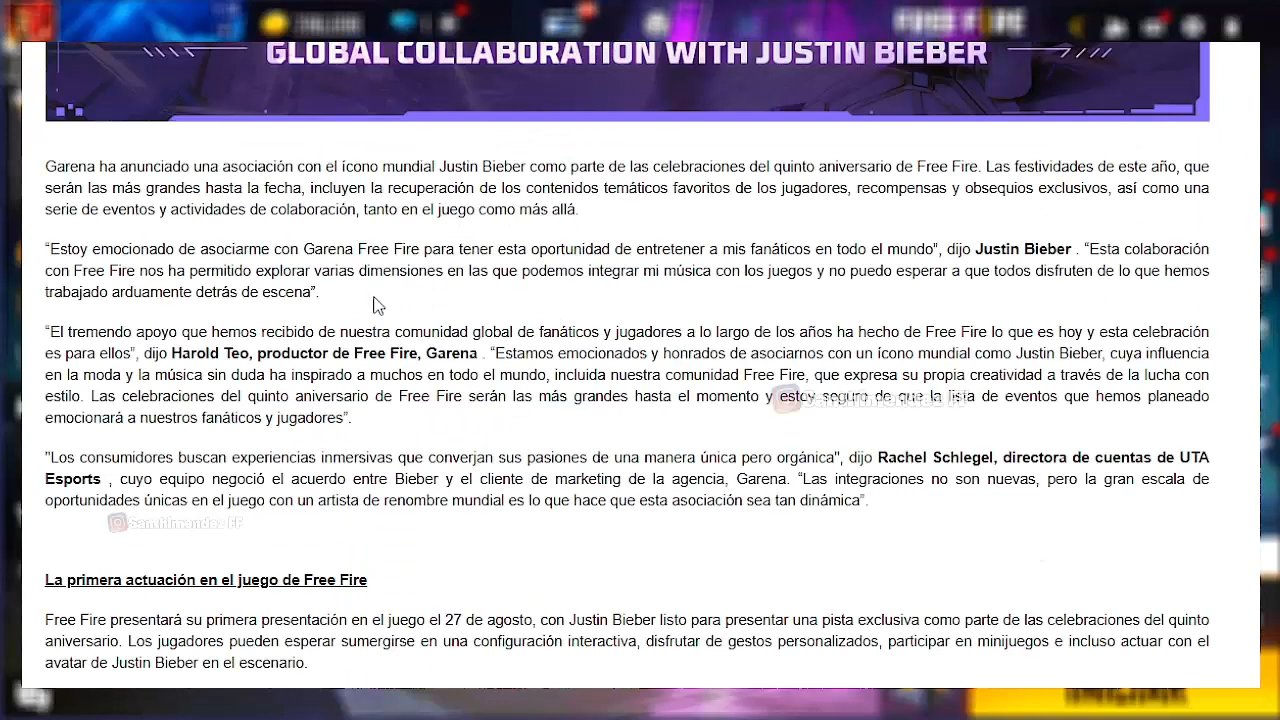 FREE FIRE
GLOBAL COLLABORATION WITH JUSTIN BIEBER
Garena ha anunciado una asociación con el ícono mundial Justin Bieber como parte de las celebraciones del quinto aniversario de Free Fire. Las festividades de este año, que
serán las más grandes hasta la fecha, incluyen la recuperación de los contenidos temáticos favoritos de los jugadores, recompensas y obsequios exclusivos, así como una
serie de eventos y actividades de colaboración, tanto en el juego como más allá.
“Estoy emocionado de asociarme con Garena Free Fire para tener esta oportunidad de entretener a mis fanáticos en todo el mundo”, dijo Justin Bieber . “Esta colaboración
con Free Fire nos ha permitido explorar varias dimensiones en las que podemos integrar mi música con los juegos y no puedo esperar a que todos disfruten de lo que hemos
trabajado arduamente detrás de escena”.
“El tremendo apoyo que hemos recibido de nuestra comunidad global de fanáticos y jugadores a lo largo de los años ha hecho de Free Fire lo que es hoy y esta celebración
es para ellos”, dijo Harold Teo, productor de Free Fire, Garena . “Estamos emocionados y honrados de asociarnos con un ícono mundial como Justin Bieber, cuya influencia
en la moda y la música sin duda ha inspirado a muchos en todo el mundo, incluida nuestra comunidad Free Fire, que expresa su propia creatividad a través de la lucha con
estilo. Las celebraciones del quinto aniversario de Free Fire serán las más grandes hasta el momento y estoy seguro de que la lista de eventos que hemos planeado
emocionará a nuestros fanáticos y jugadores”.
"Los consumidores buscan experiencias inmersivas que converjan sus pasiones de una manera única pero orgánica", dijo Rachel Schlegel, directora de cuentas de UTA
Esports , cuyo equipo negoció el acuerdo entre Bieber y el cliente de marketing de la agencia, Garena. “Las integraciones no son nuevas, pero la gran escala de
oportunidades únicas en el juego con un artista de renombre mundial es lo que hace que esta asociación sea tan dinámica”.
La primera actuación en el juego de Free Fire
Free Fire presentará su primera presentación en el juego el 27 de agosto, con Justin Bieber listo para presentar una pista exclusiva como parte de las celebraciones del quinto
aniversario. Los jugadores pueden esperar sumergirse en una configuración interactiva, disfrutar de gestos personalizados, participar en minijuegos e incluso actuar con el
avatar de Justin Bieber en el escenario.